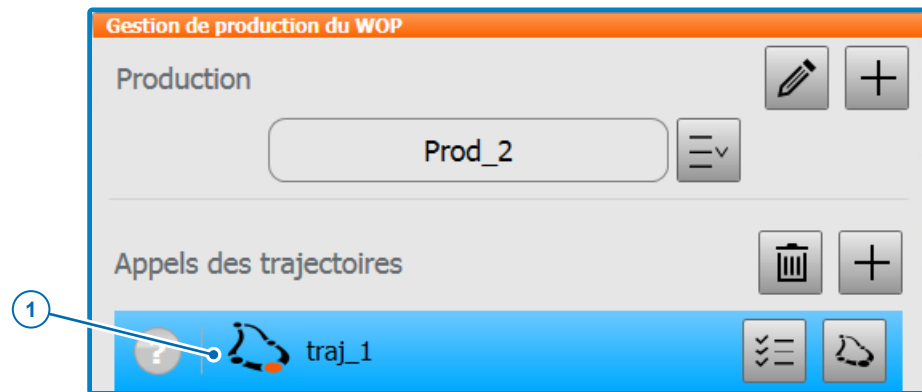 Gestion de production du WOP
Production
Prod_2
Appels des trajectoires
1
? traj_1